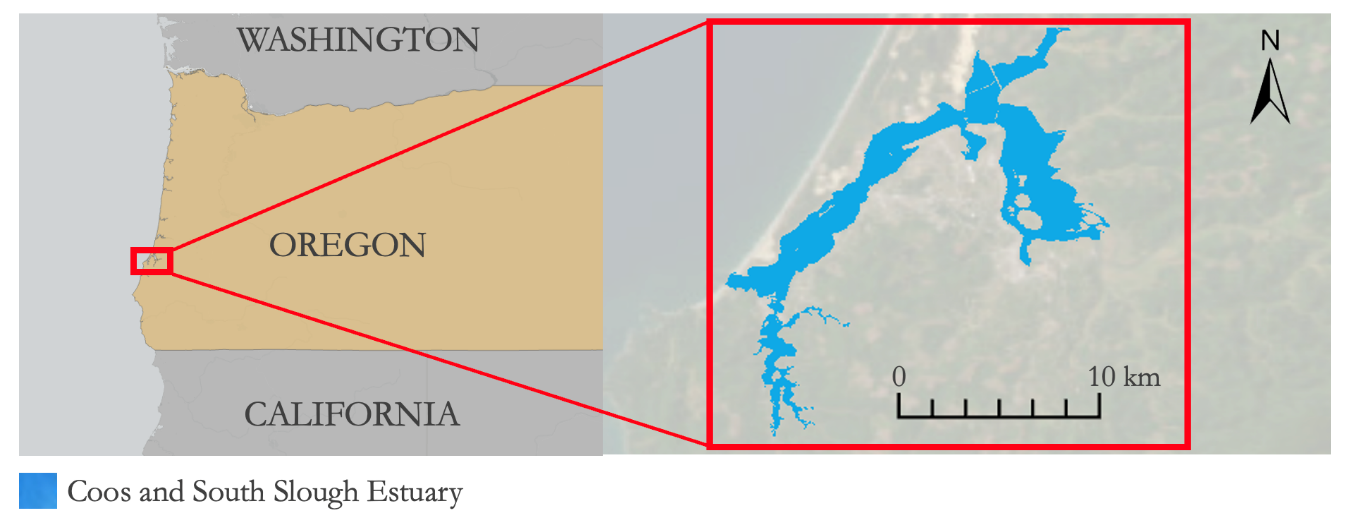 WASHINGTON
OREGON
CALIFORNIA
N
0 10 km
Coos and South Slough Estuary